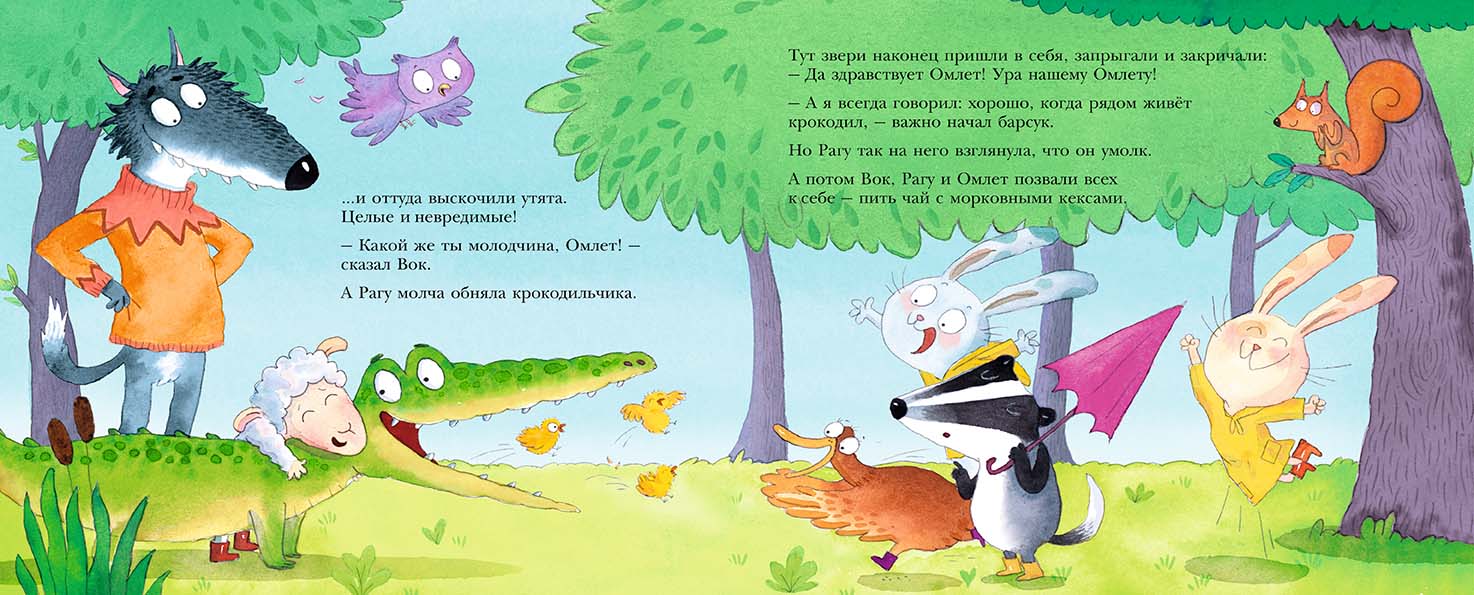 ...и оттуда выскочили утята.
Целые и невредимые!
— Какой же ты молодчина, Омлет! —
сказал Вок.
А Рагу молча обняла крокодильчика.
Тут звери наконец пришли в себя, запрыгали и закричали:
— Да здравствует Омлет! Ура нашему Омлету!
— А я всегда говорил: хорошо, когда рядом живёт
крокодил, — важно начал барсук.
Но Рагу так на него взглянула, что он умолк.
А потом Вок, Рагу и Омлет позвали всех
к себе — пить чай с морковными кексами.